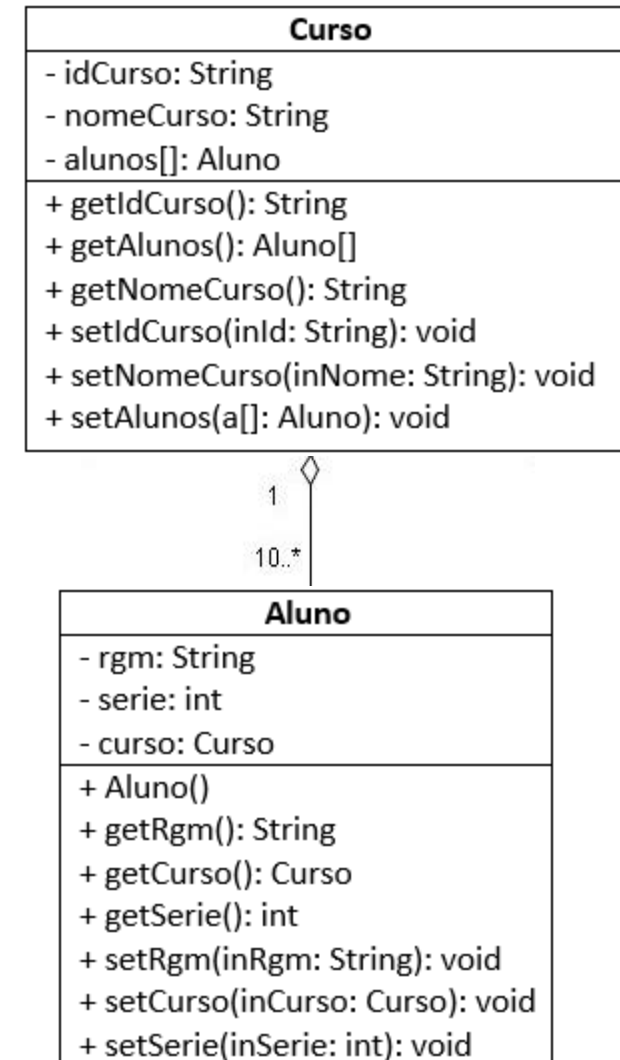 Curso
- idCurso: String
- nomeCurso: String
- alunos[]: Aluno
+ getIdCurso(): String
+ getAlunos(): Aluno[]
+ getNomeCurso(): String
+ setIdCurso(inId: String): void
+ setNomeCurso(inNome: String): void
+ setAlunos(a[]: Aluno): void
1
10..*
Aluno
- rgm: String
- serie: int
- curso: Curso
+ Aluno()
+ getRgm(): String
+ getCurso(): Curso
+ getSerie(): int
+ setRgm(inRgm: String): void
+ setCurso(inCurso: Curso): void
+ setSerie(inSerie: int): void